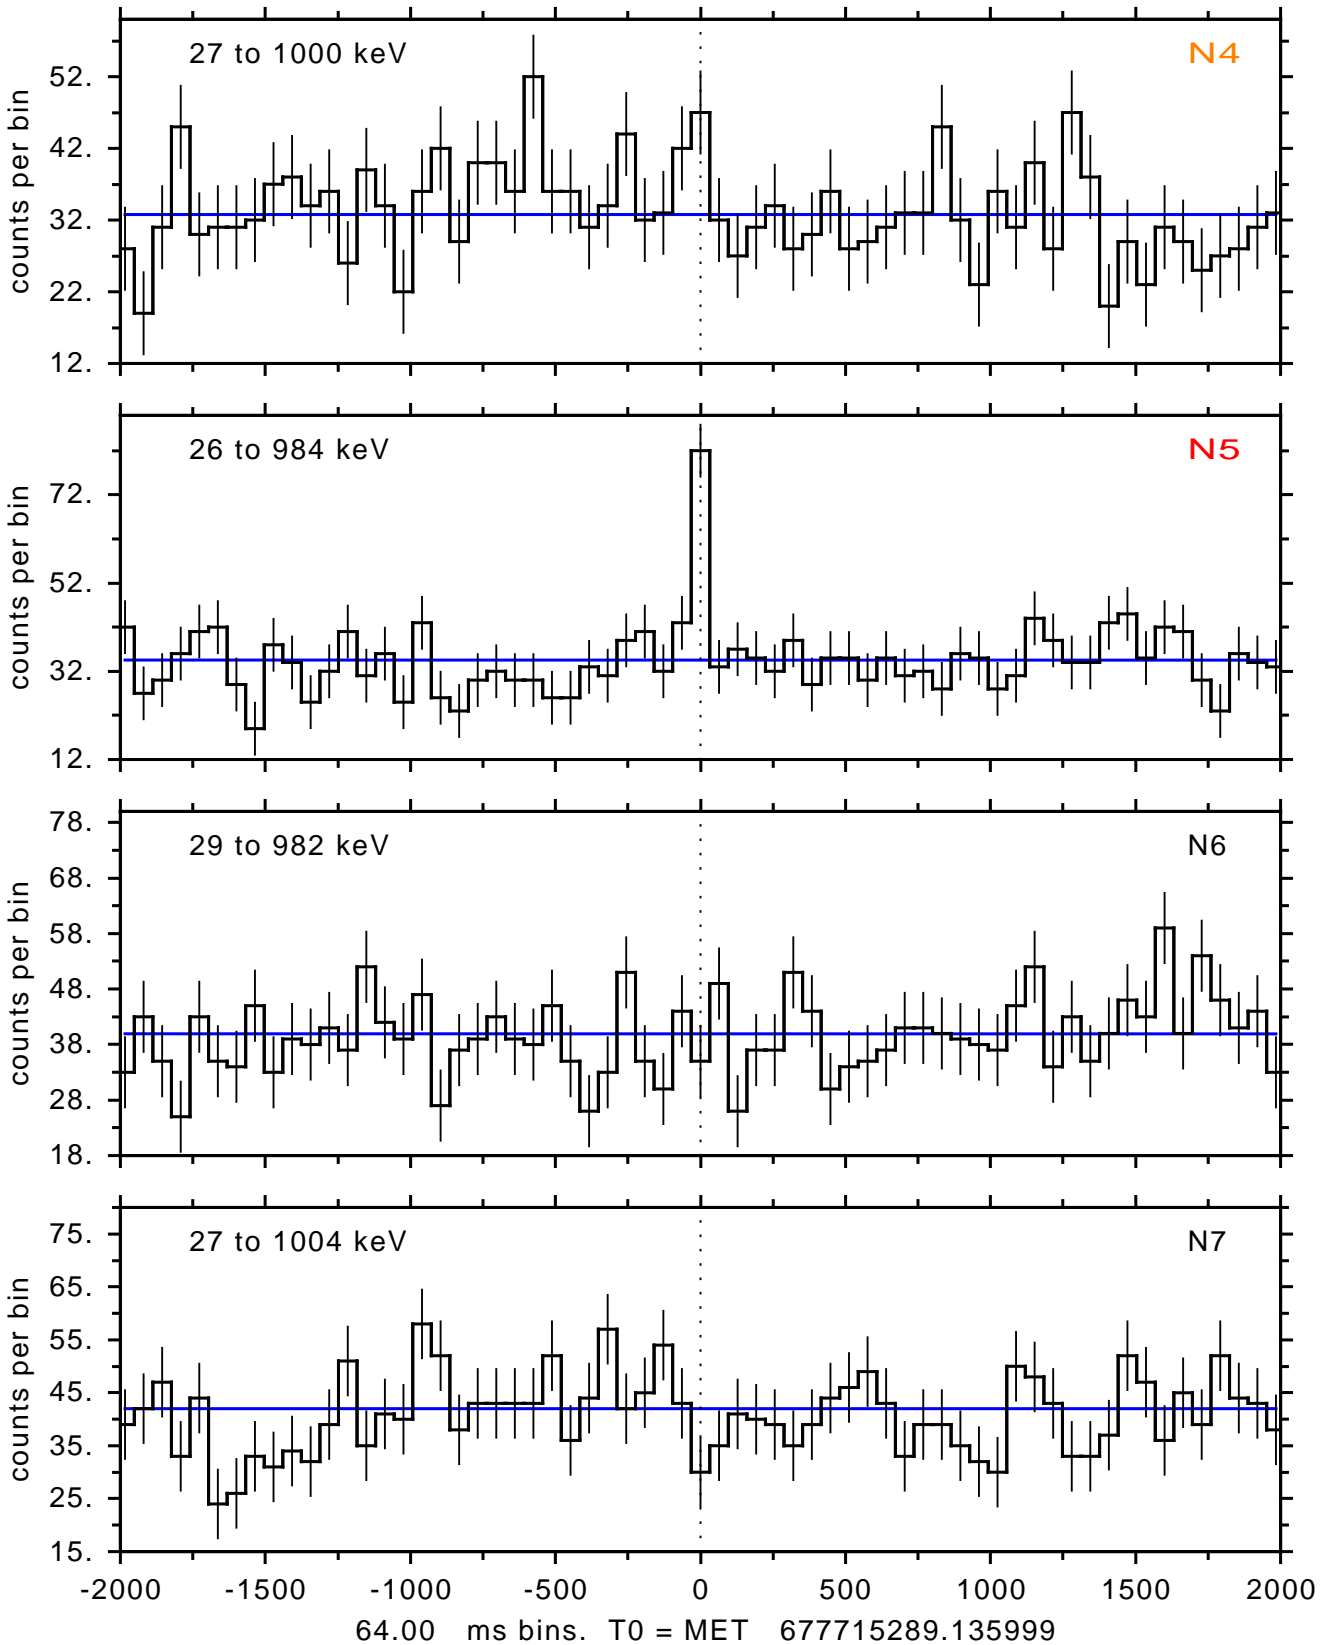 27 to 1000 keV N4
52.
42.
32.
22.
12.
counts per bin
26 to 984 keV N5
72.
52.
32.
12.
counts per bin
29 to 982 keV N6
78.
68.
58.
48.
38.
28.
18.
counts per bin
27 to 1004 keV N7
75.
65.
55.
45.
35.
25.
15.
counts per bin
-2000 -1500 -1000 -500 0 500 1000 1500 2000
64.00 ms bins. T0 = MET 677715289.135999